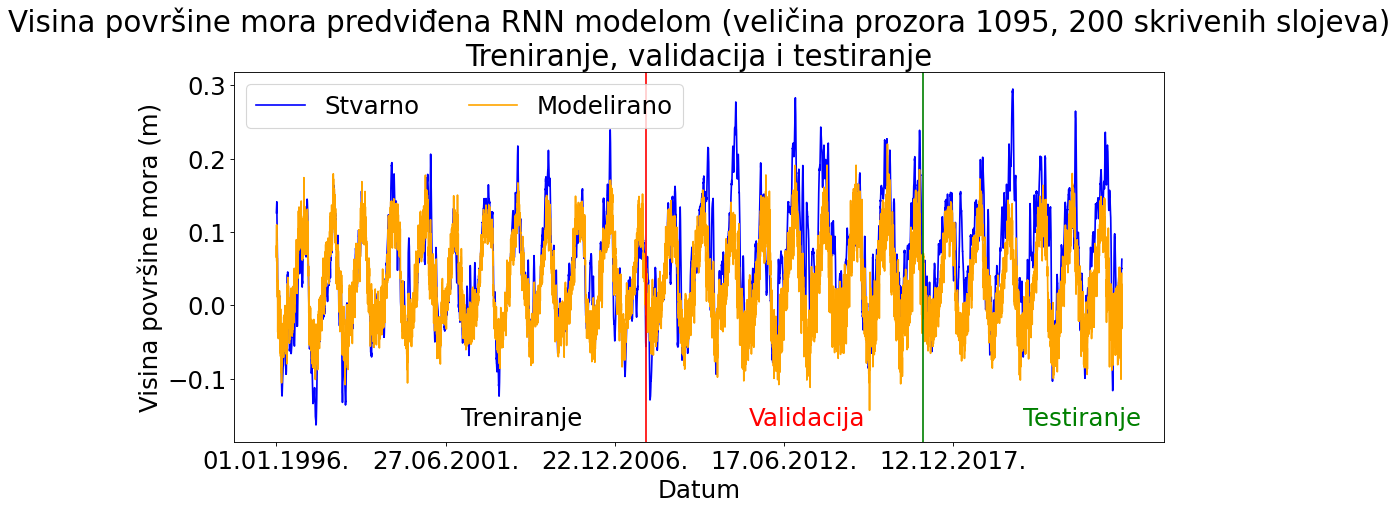 Visina površine mora predviđena RNN modelom (veličina prozora 1095, 200 skrivenih slojeva)
Treniranje, validacija i testiranje
Stvarno
Modelirano
Visina površine mora (m)
0.3
0.2
0.1
0.0
−0.1
Treniranje
Validacija
Testiranje
01.01.1996.
27.06.2001.
22.12.2006.
17.06.2012.
12.12.2017.
Datum